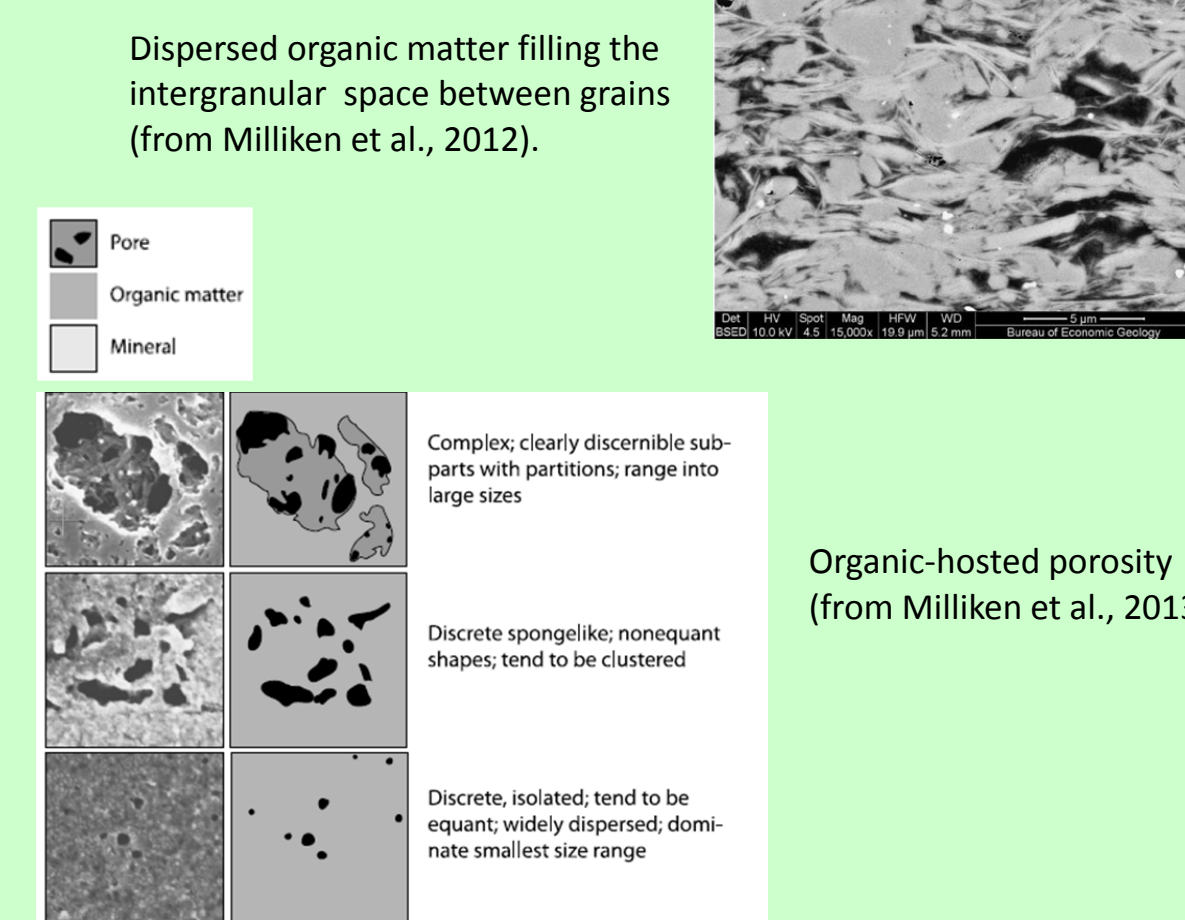 Dispersed organic matter filling the
intergranular space between grains
(from Milliken et al., 2012).
Det HV Spot Mag HFW WD 5 µm
BSED 10.0 kV 4.5 15,000x 19.9 µm 5.2 mm Bureau of Economic Geology
Pore
Organic matter
Mineral
Complex; clearly discernible sub-
parts with partitions; range into
large sizes
Discrete spongelike; nonequant
shapes; tend to be clustered
Discrete, isolated; tend to be
equant; widely dispersed; domi-
nate smallest size range
Organic-hosted porosity
(from Milliken et al.,